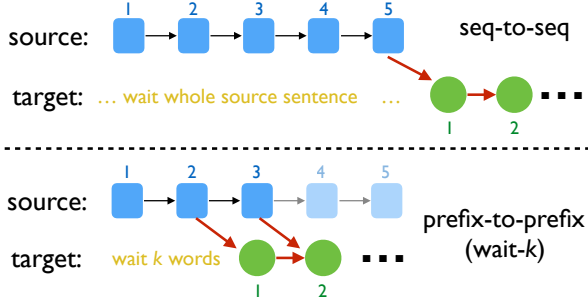 1 2 3 4 5
source:
seq-to-seq
target: ... wait whole source sentence ...
1 2
1 2 3 4 5
source:
prefix-to-prefix
(wait-k)
target: wait k words
1 2